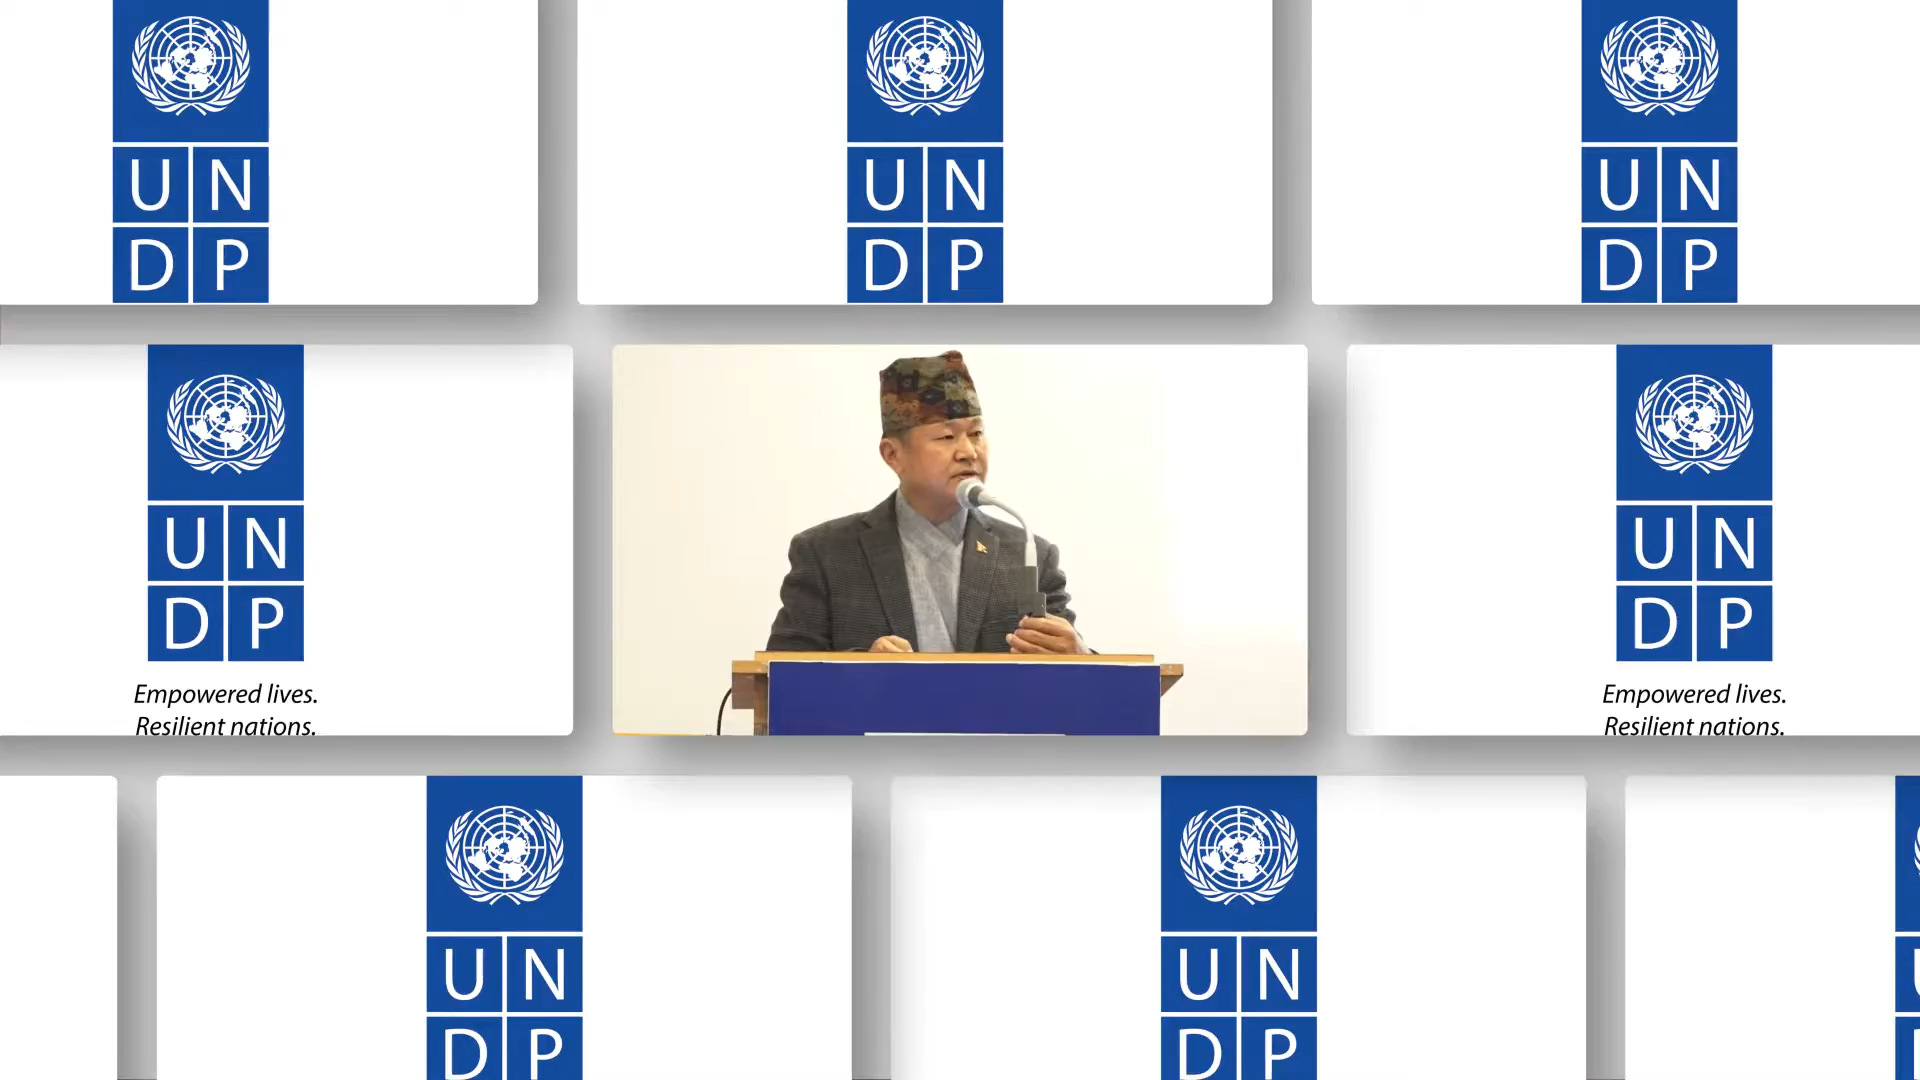 UN
DP
UN
DP
UN
DP
UN
DP
Empowered lives.
Resilient nations.
UN
DP
Empowered lives.
Resilient nations.
UN
DP
UN
DP